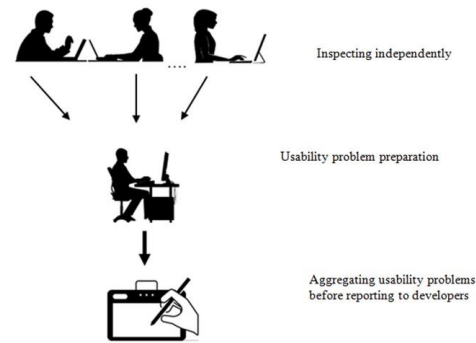 Inspecting independently
Usability problem preparation
Aggregating usability problems
before reporting to developers